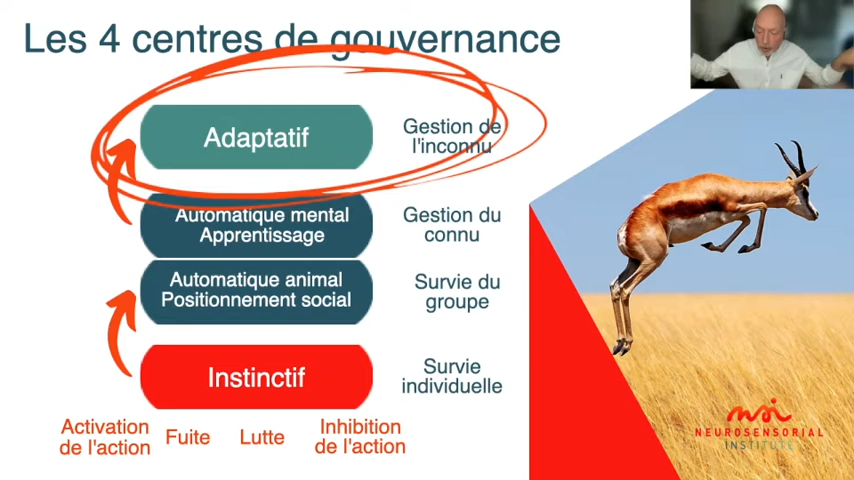 Les 4 centres de gouvernance
Adaptatif
Gestion de
l'inconnu
Automatique mental
Apprentissage
Gestion du
connu
Automatique animal
Positionnement social
Survie du
groupe
Instinctif
Survie
individuelle
Activation
de l'action
Fuite
Lutte
Inhibition
de l'action
nsi
NEUROSENSORIAL
INSTITUTE